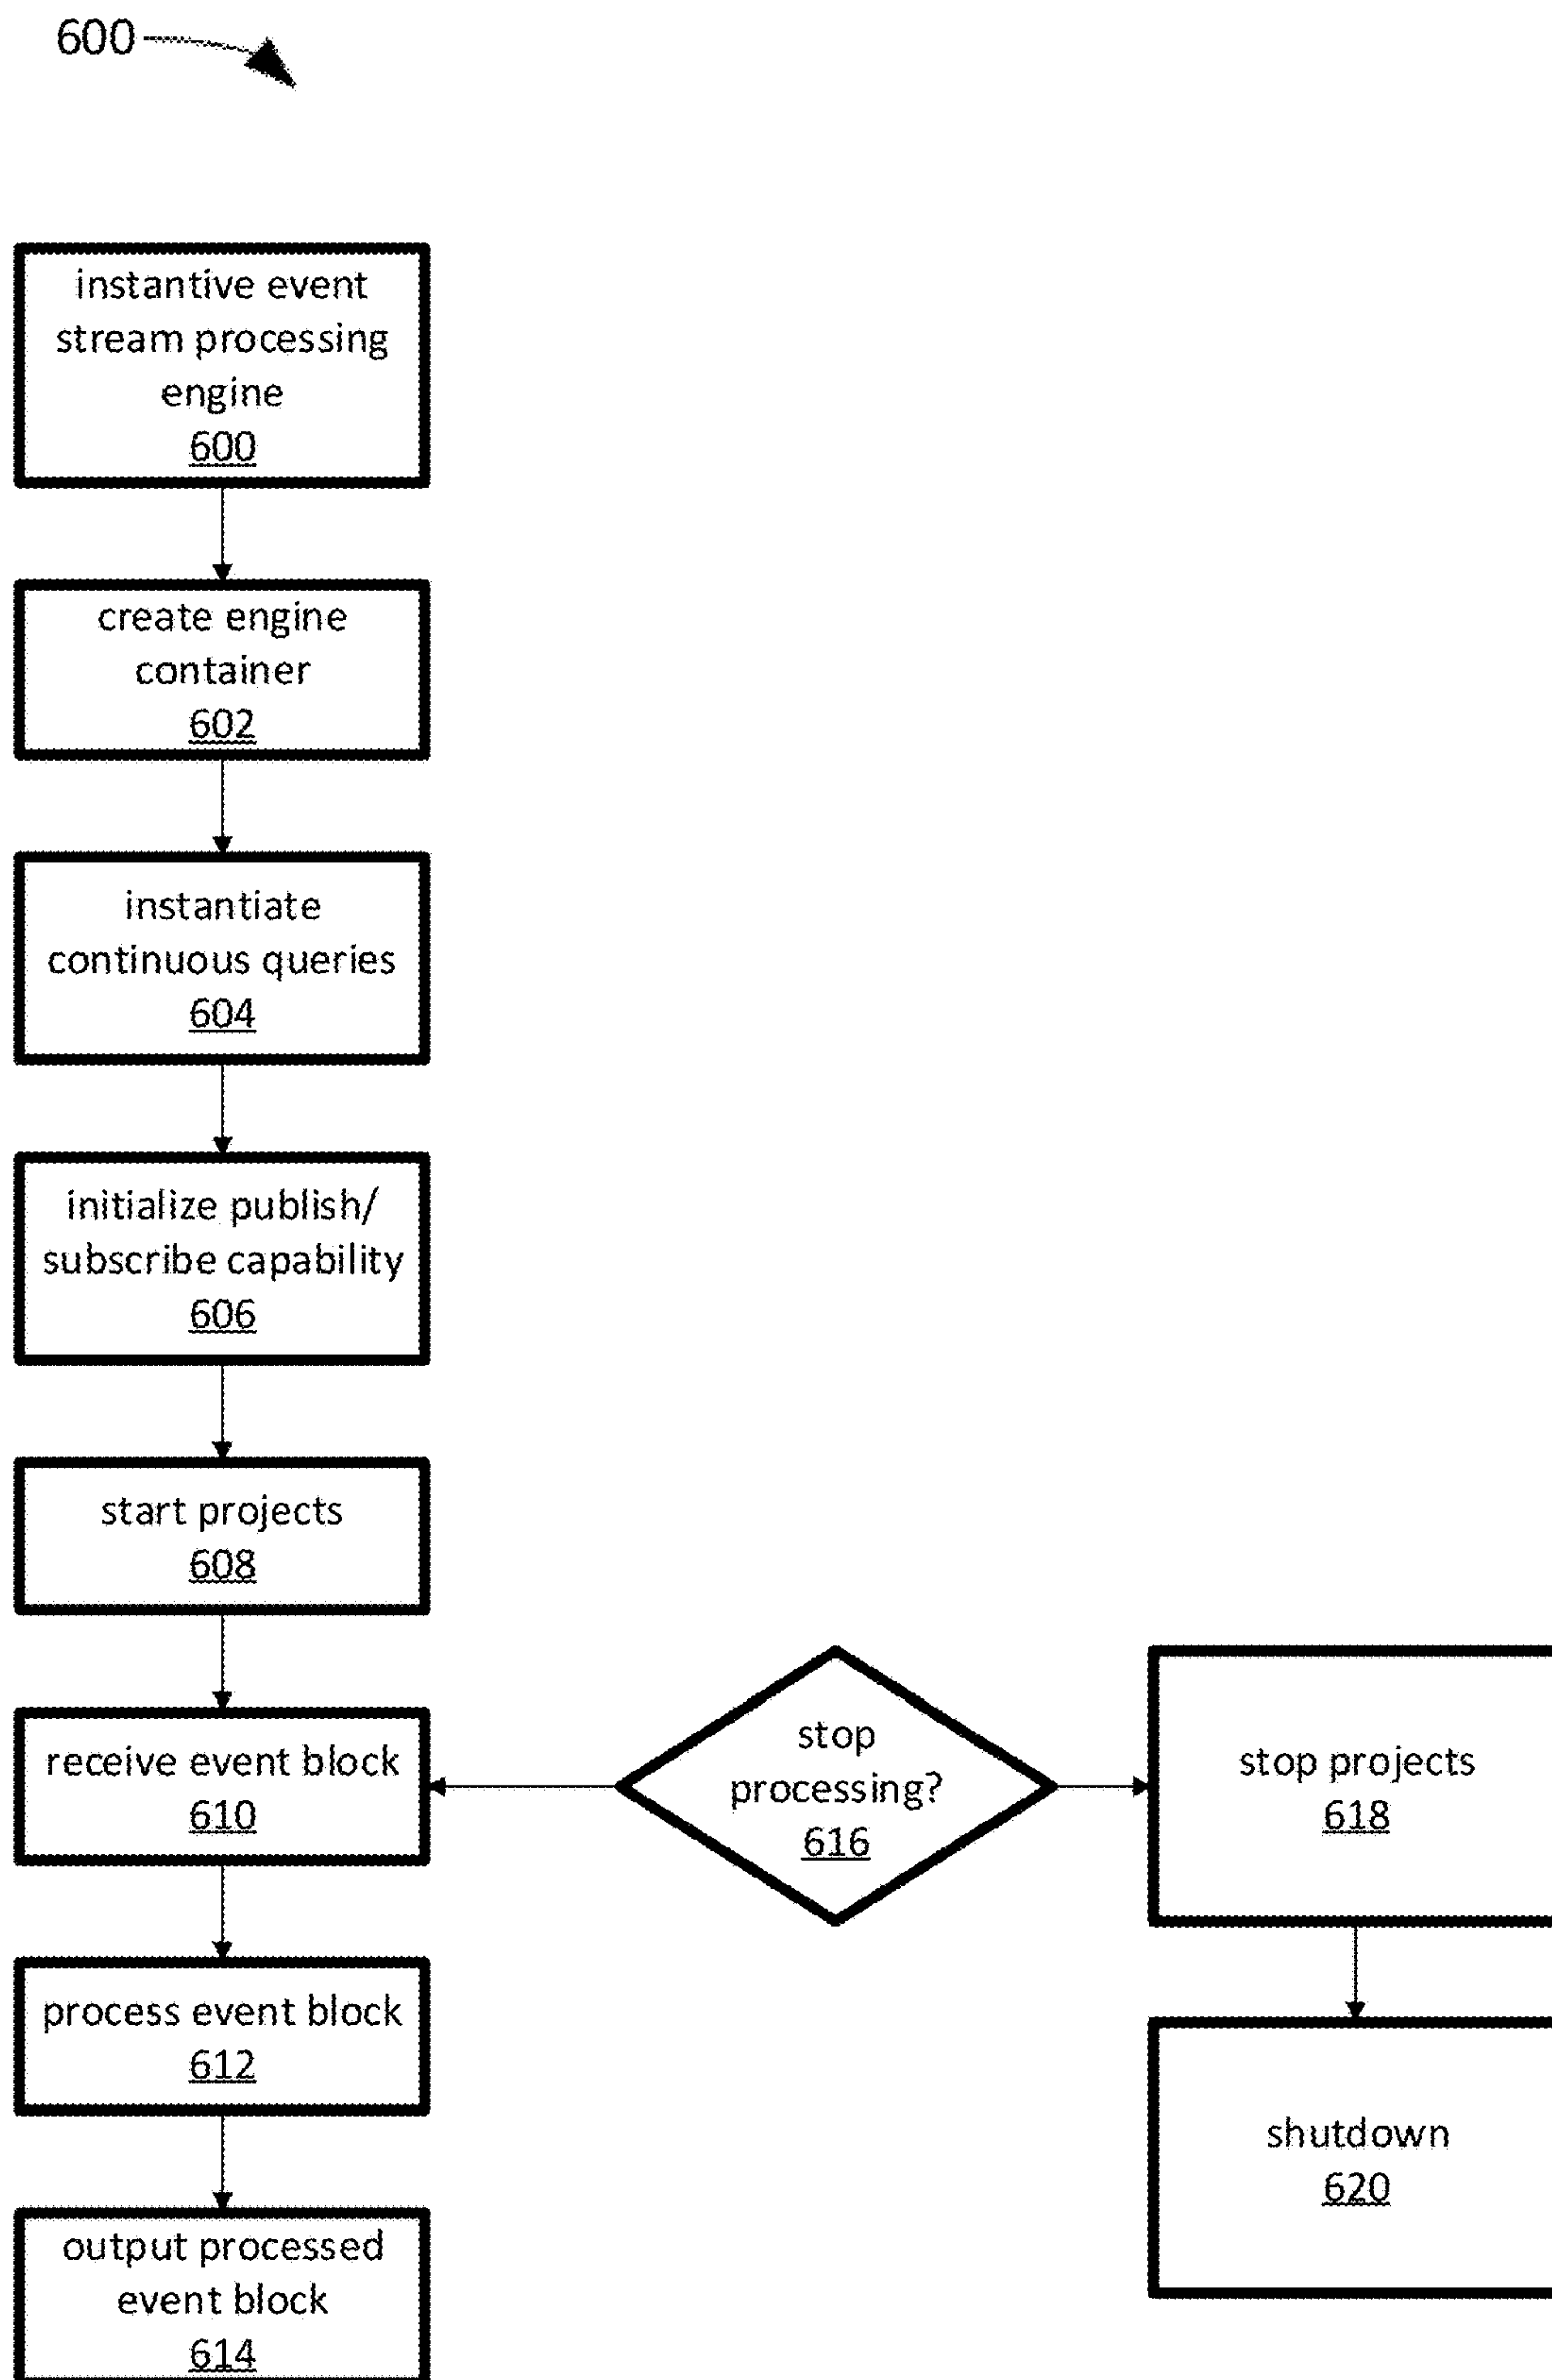 600
instantive event
stream processing
engine
600
create engine
container
602
instantiate
continuous queries
604
initialize publish/
subscribe capability
606
start projects
608
receive event block
610
process event block
612
output processed
event block
614
stop
processing?
616
stop projects
618
shutdown
620